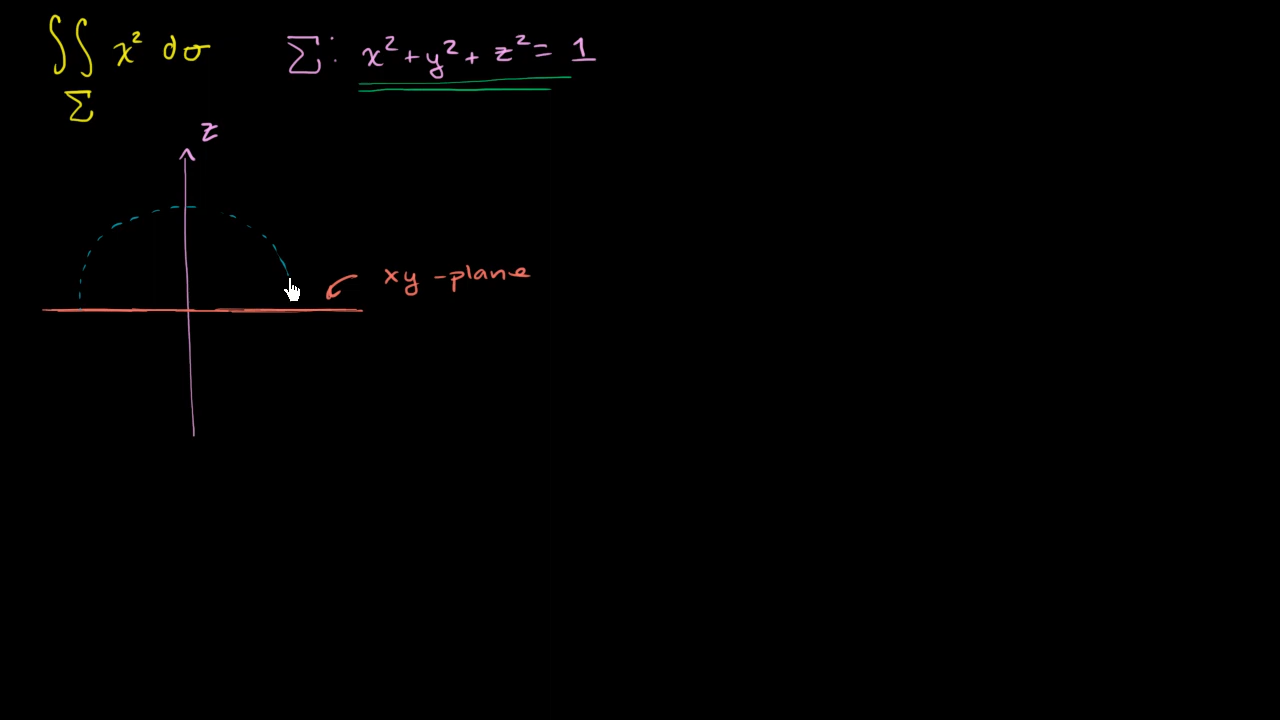 ∬ x² dσ  Σ: x² + y² + z² = 1
Σ
z
xy -plane